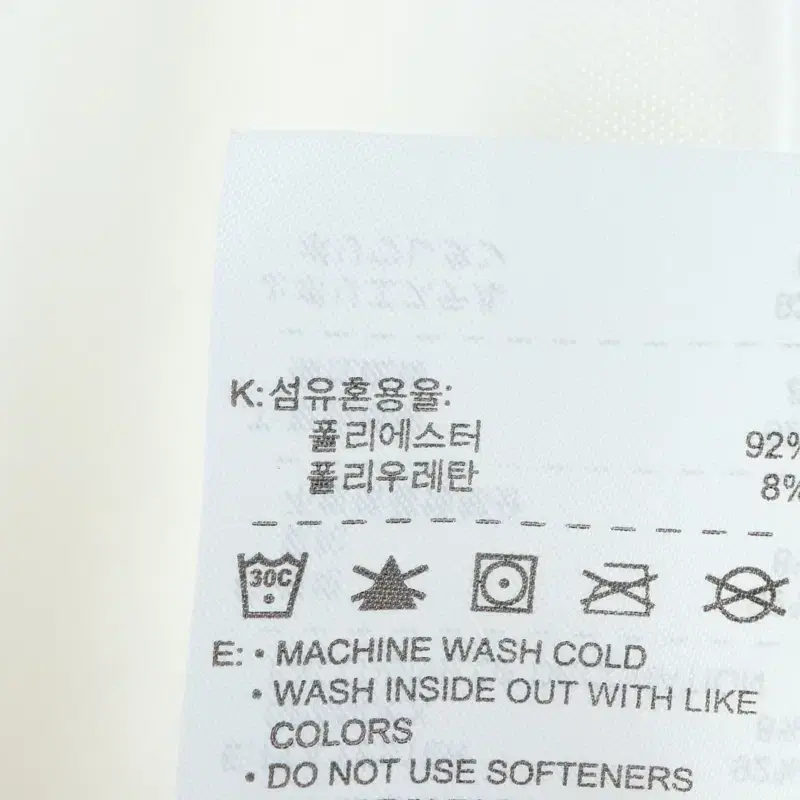 K: 섬유혼용율:
폴리에스터 92%
폴리우레탄 8%
30C
E: • MACHINE WASH COLD
• WASH INSIDE OUT WITH LIKE
COLORS
• DO NOT USE SOFTENERS